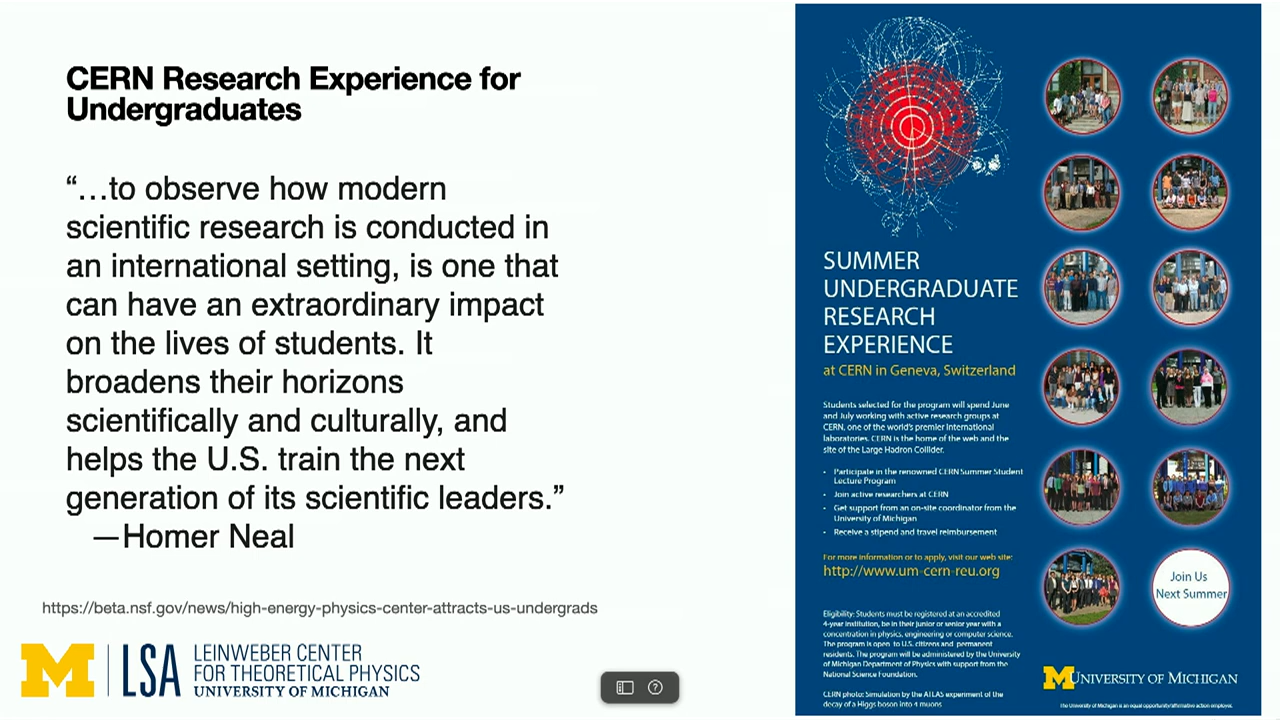 CERN Research Experience for
Undergraduates
“…to observe how modern
scientific research is conducted in
an international setting, is one that
can have an extraordinary impact
on the lives of students. It
broadens their horizons
scientifically and culturally, and
helps the U.S. train the next
generation of its scientific leaders.”
—Homer Neal
https://beta.nsf.gov/news/high-energy-physics-center-attracts-us-undergrads
M
LSA
LEINWEBER CENTER
FOR THEORETICAL PHYSICS
UNIVERSITY OF MICHIGAN
SUMMER
UNDERGRADUATE
RESEARCH
EXPERIENCE
at CERN in Geneva, Switzerland
Students selected for the program will spend June
and July working with active research groups at
CERN, one of the world's premier international
laboratories. CERN is the home of the web and the
site of the Large Hadron Collider.
• Participate in the renowned CERN Summer Student
Lecture Program
• Join active researchers at CERN
• Get support from an on-site coordinator from the
University of Michigan
• Receive a stipend and travel reimbursement
For more information or to apply, visit our web site:
http://www.um-cern-reu.org
Eligibility: Students must be registered at an accredited
4-year institution, be in their junior or senior year with a
concentration in physics, engineering or computer science.
The program is open to U.S. citizens and permanent
residents. The program will be administered by the University
of Michigan Department of Physics with support from the
National Science Foundation.
CERN photo: Simulation by the ATLAS experiment of the
decay of a Higgs boson into 4 muons
Join Us
Next Summer
M
UNIVERSITY OF MICHIGAN
The University of Michigan is an equal opportunity/affirmative action employer.